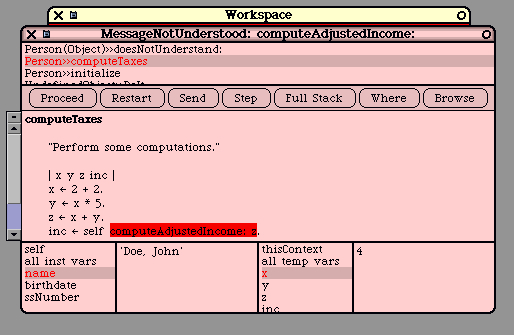 Workspace
MessageNotUnderstood: computeAdjustedIncome:
Person(Object)>>doesNotUnderstand:
Person>>computeTaxes
Person>>initialize
UndefinedObject>>DoIt
Proceed Restart Send Step Full Stack Where Browse
computeTaxes
"Perform some computations."
| x y z inc |
x ← 2 + 2.
y ← x * 5.
z ← x + y.
inc ← self computeAdjustedIncome: z.
self
all inst vars
name
birthdate
ssNumber
'Doe, John'
thisContext
all temp vars
x
y
z
inc
4